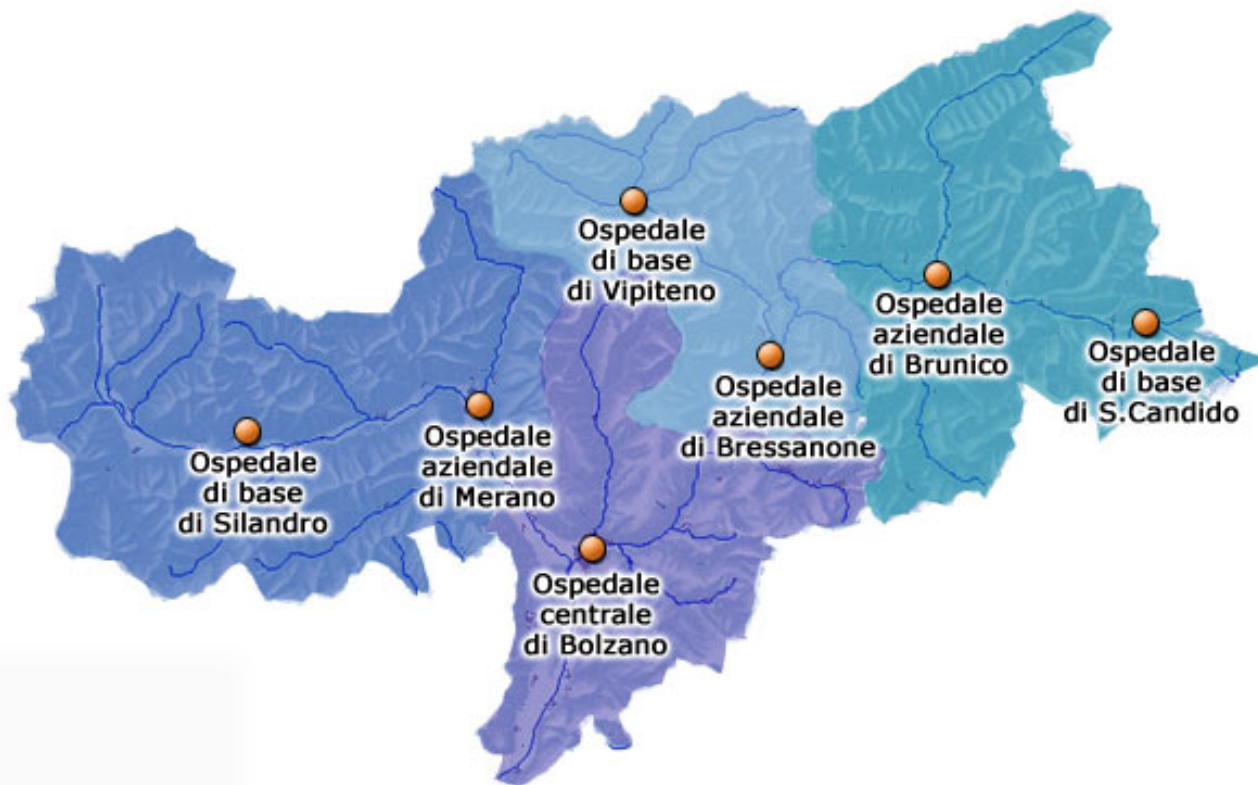 Ospedale
di base
di Vipiteno
Ospedale
aziendale
di Brunico
Ospedale
di base
di S.Candido
Ospedale
aziendale
di Bressanone
Ospedale
aziendale
di Merano
Ospedale
di base
di Silandro
Ospedale
centrale
di Bolzano